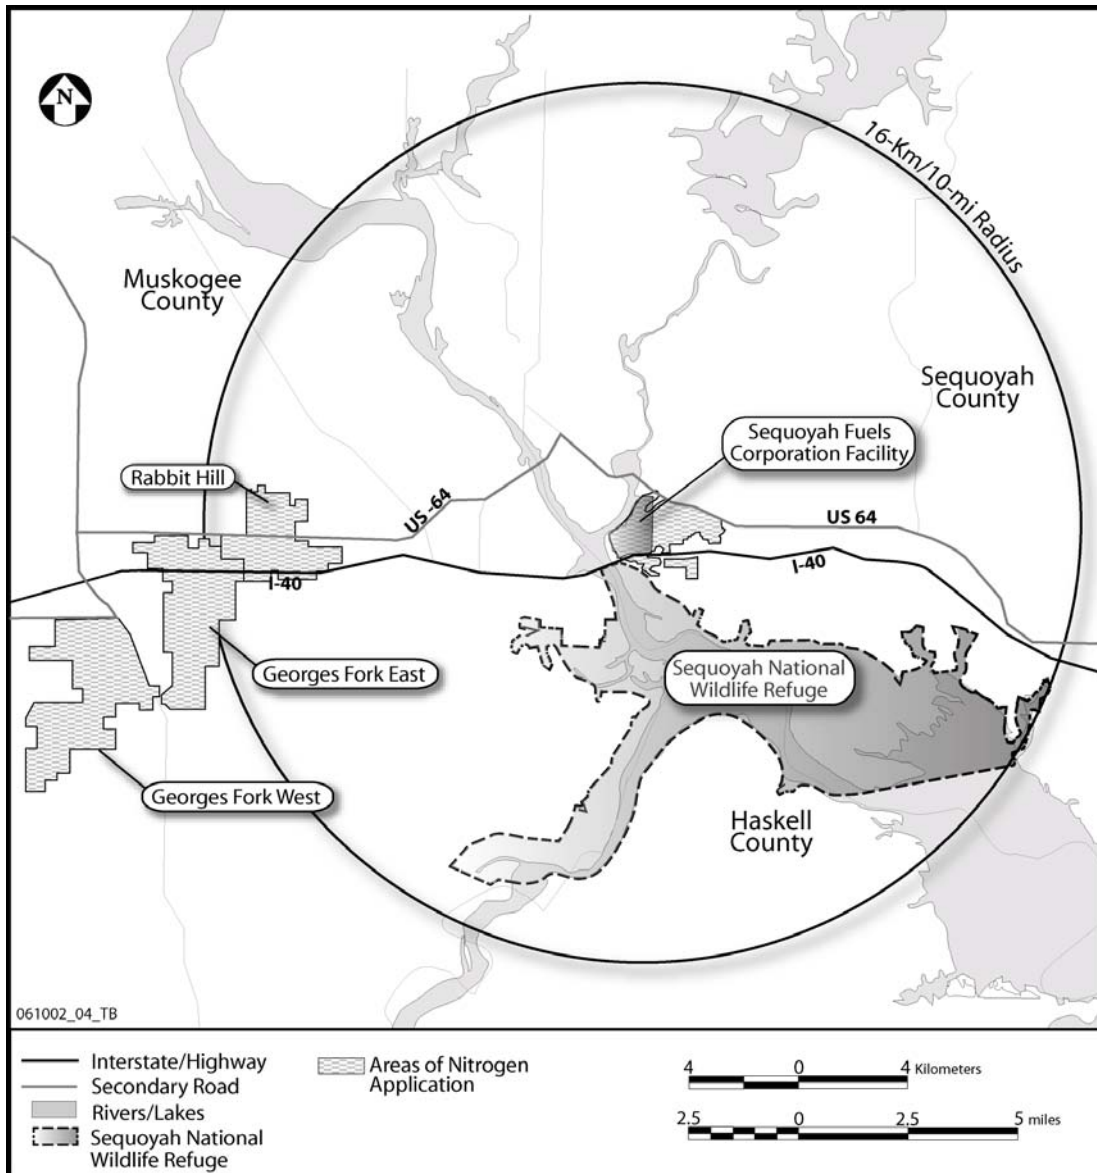 N
16-Km/10-mi Radius
Muskogee
County
Sequoyah
County
Sequoyah Fuels
Corporation Facility
Rabbit Hill
US -64
US 64
I-40
I-40
Georges Fork East
Sequoyah National
Wildlife Refuge
Georges Fork West
Haskell
County
061002_04_TB
Interstate/Highway
Secondary Road
Rivers/Lakes
Sequoyah National
Wildlife Refuge
Areas of Nitrogen
Application
4 0 4 Kilometers
2.5 0 2.5 5 miles